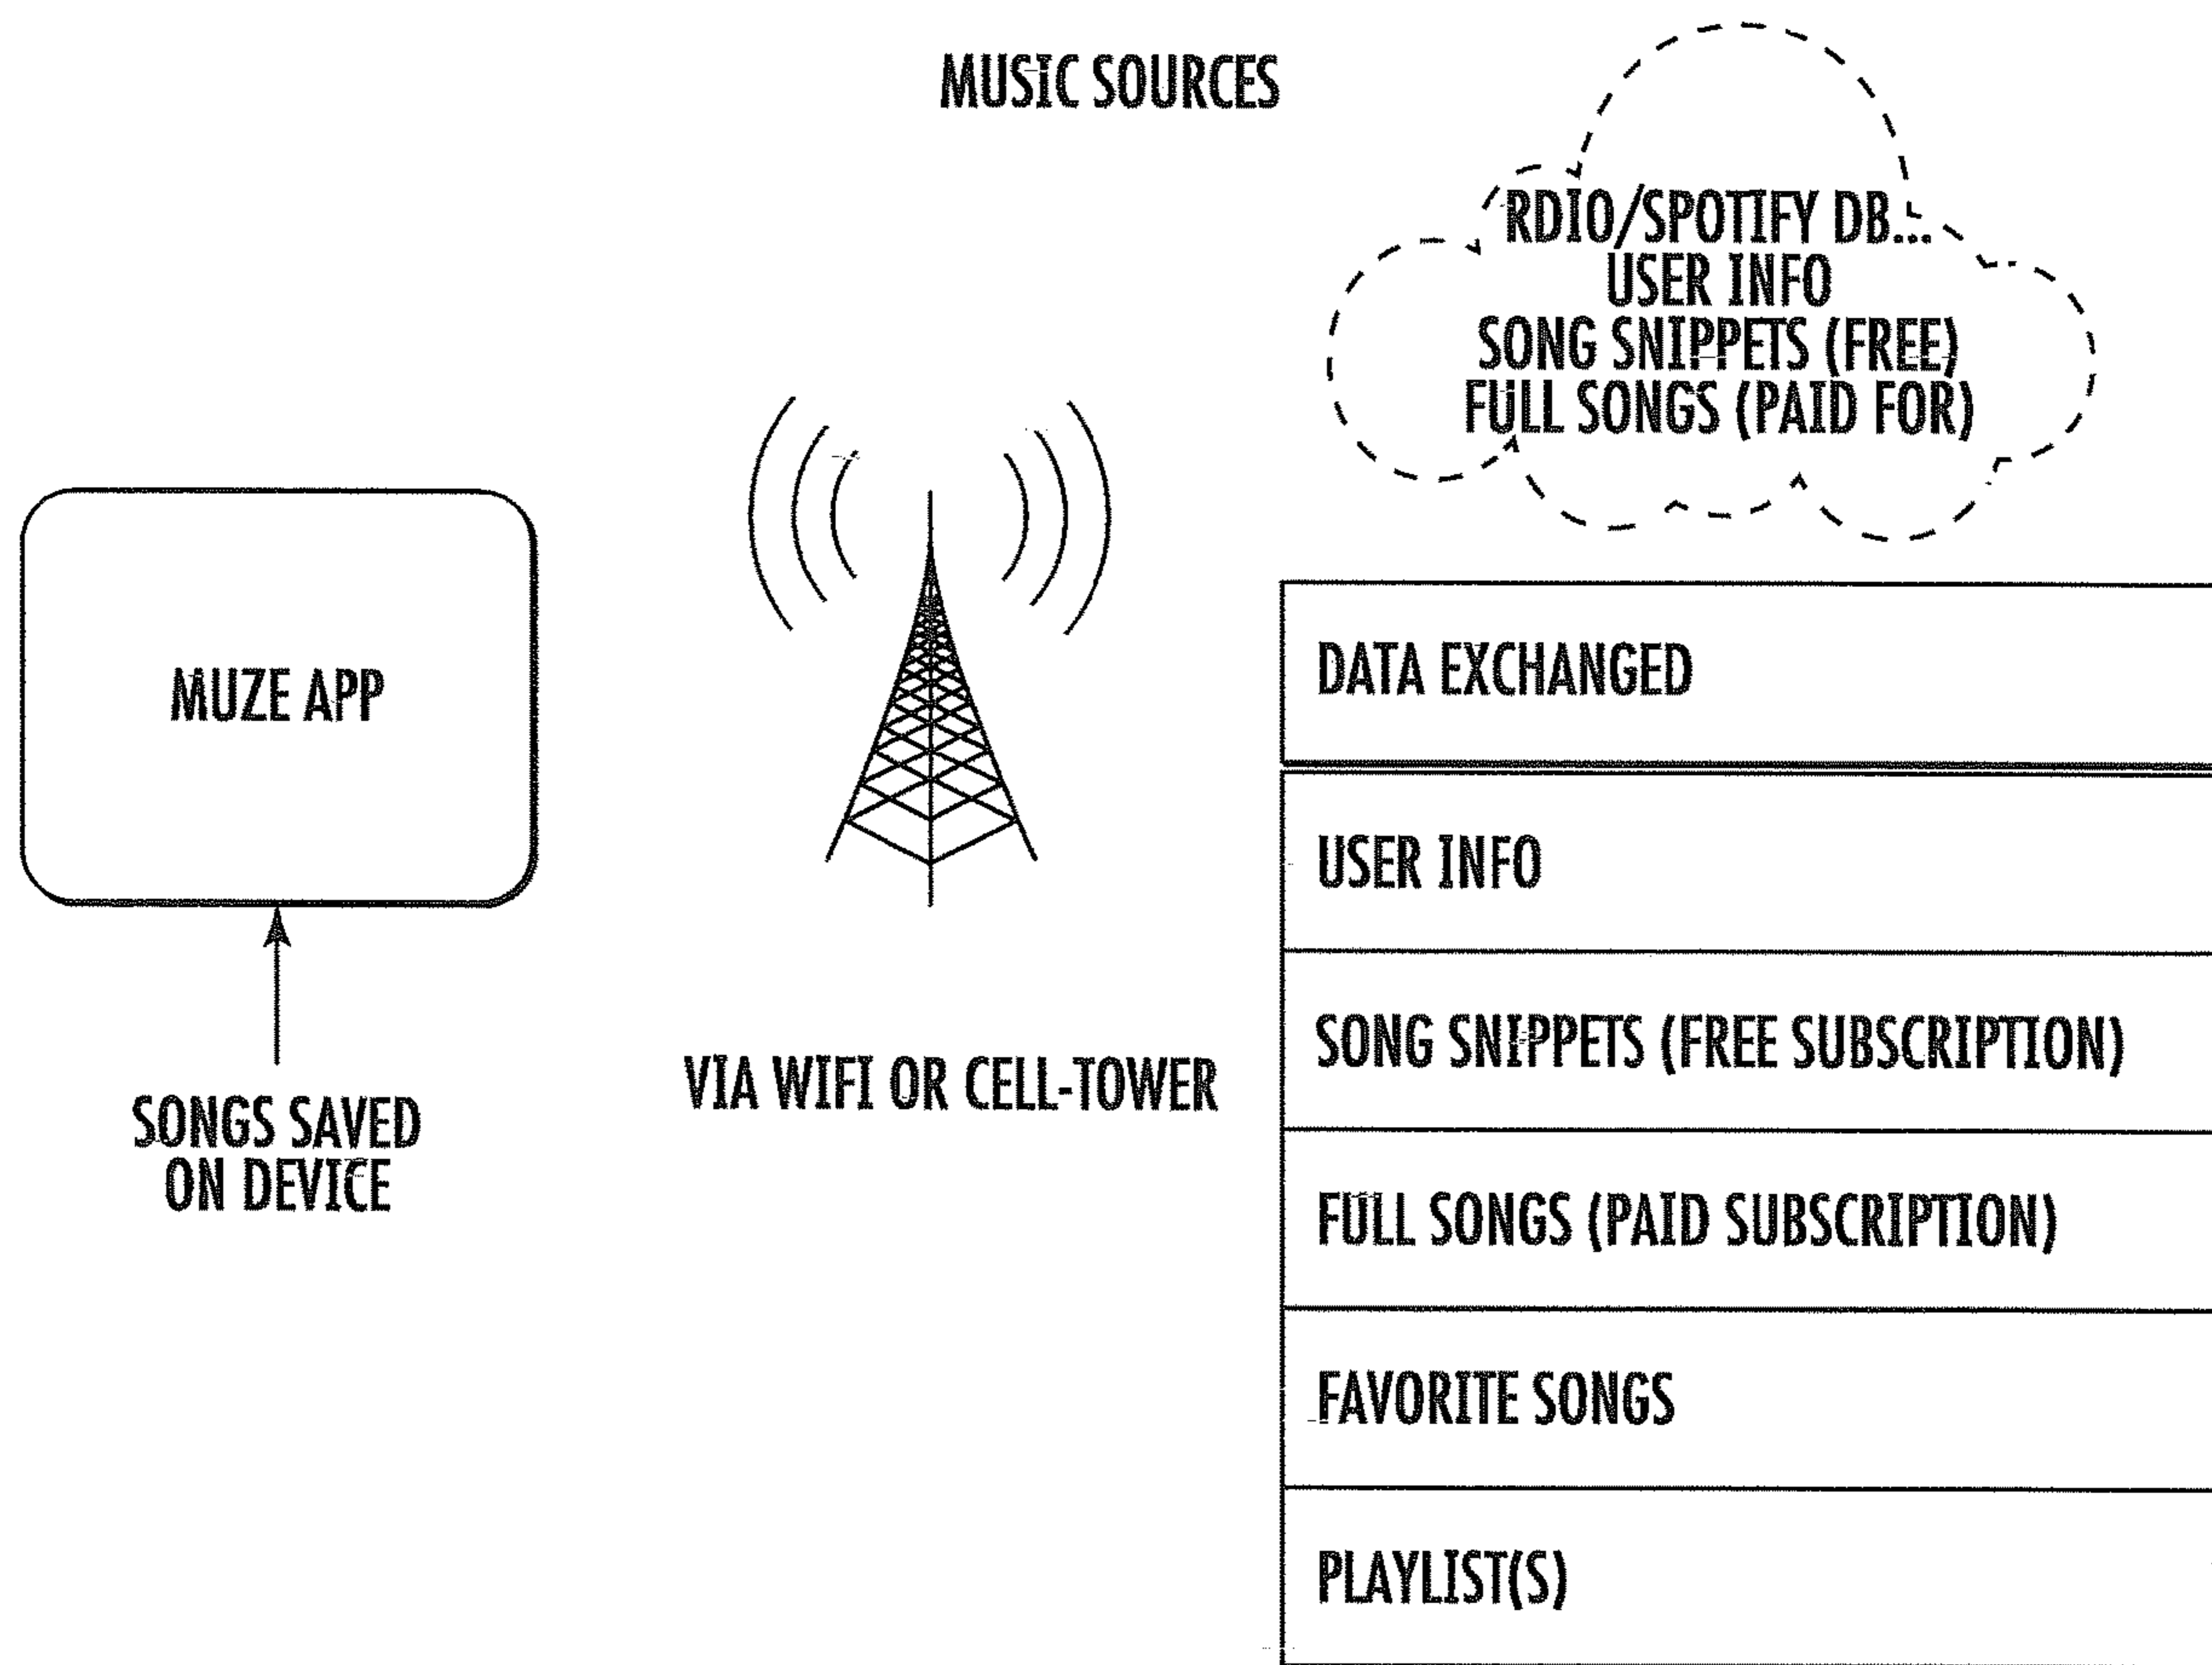 MUSIC SOURCES
RDIO/SPOTIFY DB...
USER INFO
SONG SNIPPETS (FREE)
FULL SONGS (PAID FOR)
MUZE APP
SONGS SAVED
ON DEVICE
VIA WIFI OR CELL-TOWER
DATA EXCHANGED
USER INFO
SONG SNIPPETS (FREE SUBSCRIPTION)
FULL SONGS (PAID SUBSCRIPTION)
FAVORITE SONGS
PLAYLIST(S)